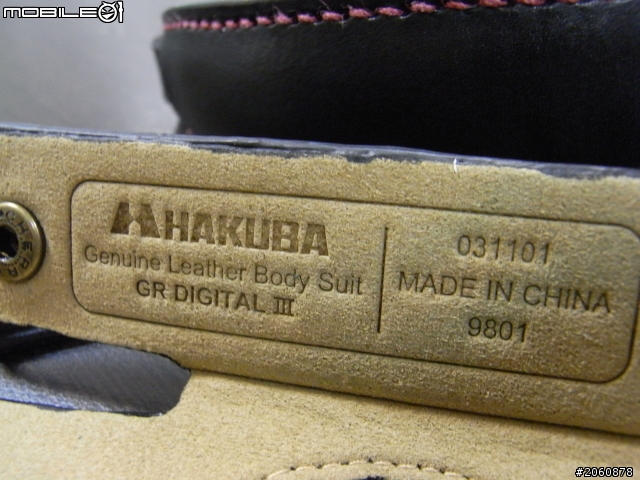 mobile01
HAKUBA
Genuine Leather Body Suit
GR DIGITAL III
031101
MADE IN CHINA
9801
#2060878